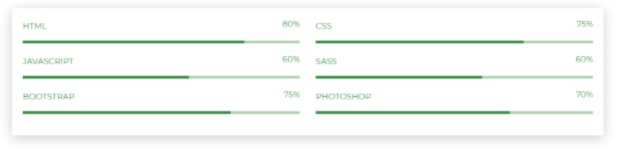 HTML 80% CSS 75%
JAVASCRIPT 60% SASS 60%
BOOTSTRAP 75% PHOTOSHOP 70%